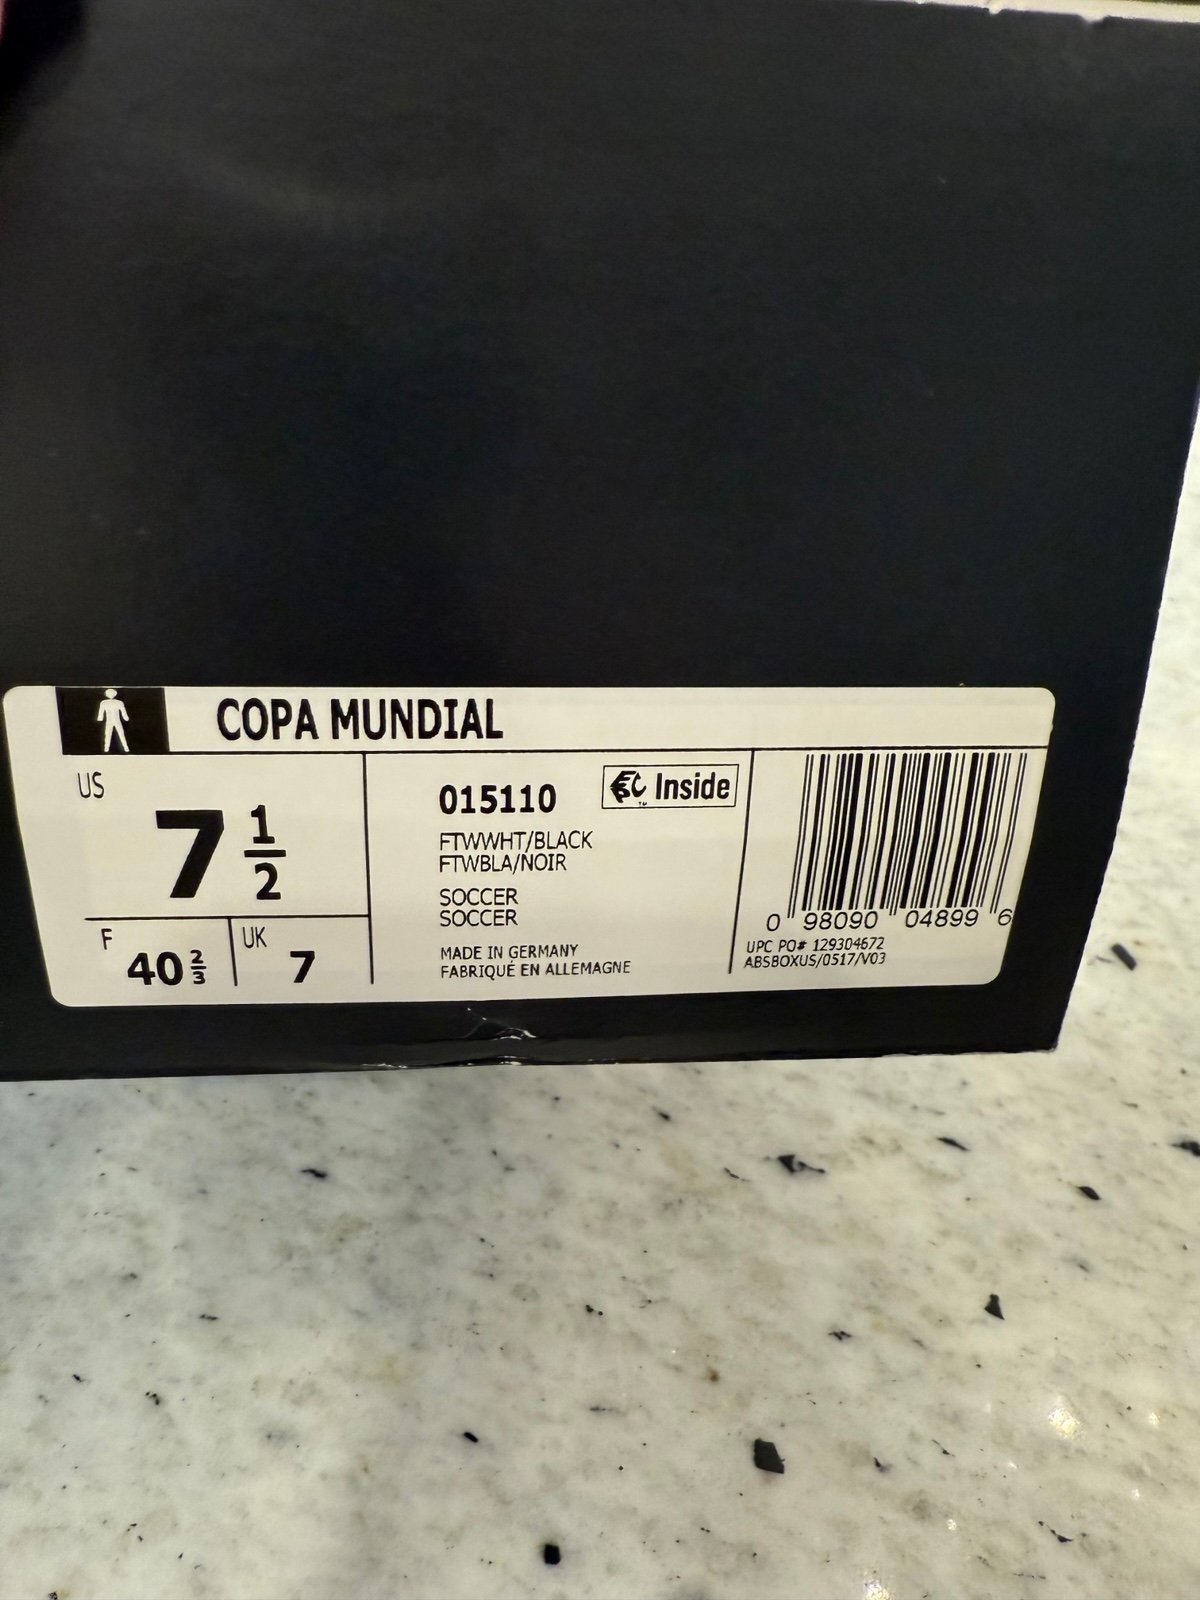 COPA MUNDIAL
US
7 1/2
F
40 2/3
UK
7
015110
Inside
FTWWHT/BLACK
FTWBLA/NOIR
SOCCER
SOCCER
MADE IN GERMANY
FABRIQUÉ EN ALLEMAGNE
0 98090 04899 6
UPC PO# 129304672
ABSBOXUS/0517/V03